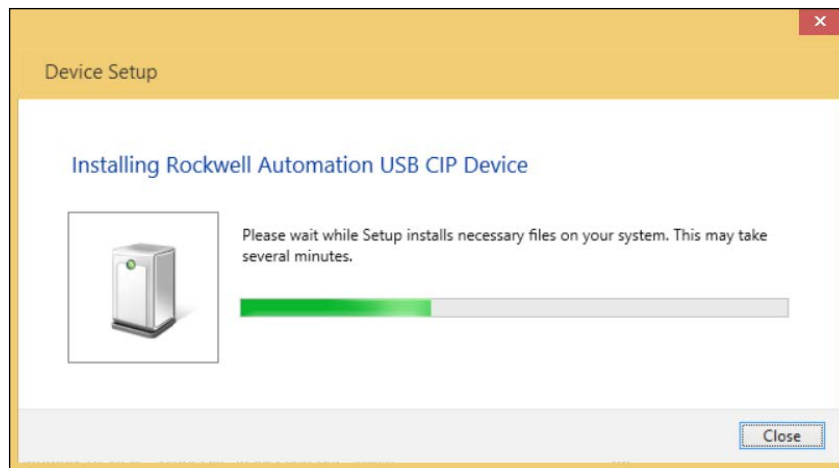 Device Setup
Installing Rockwell Automation USB CIP Device
Please wait while Setup installs necessary files on your system. This may take
several minutes.
Close